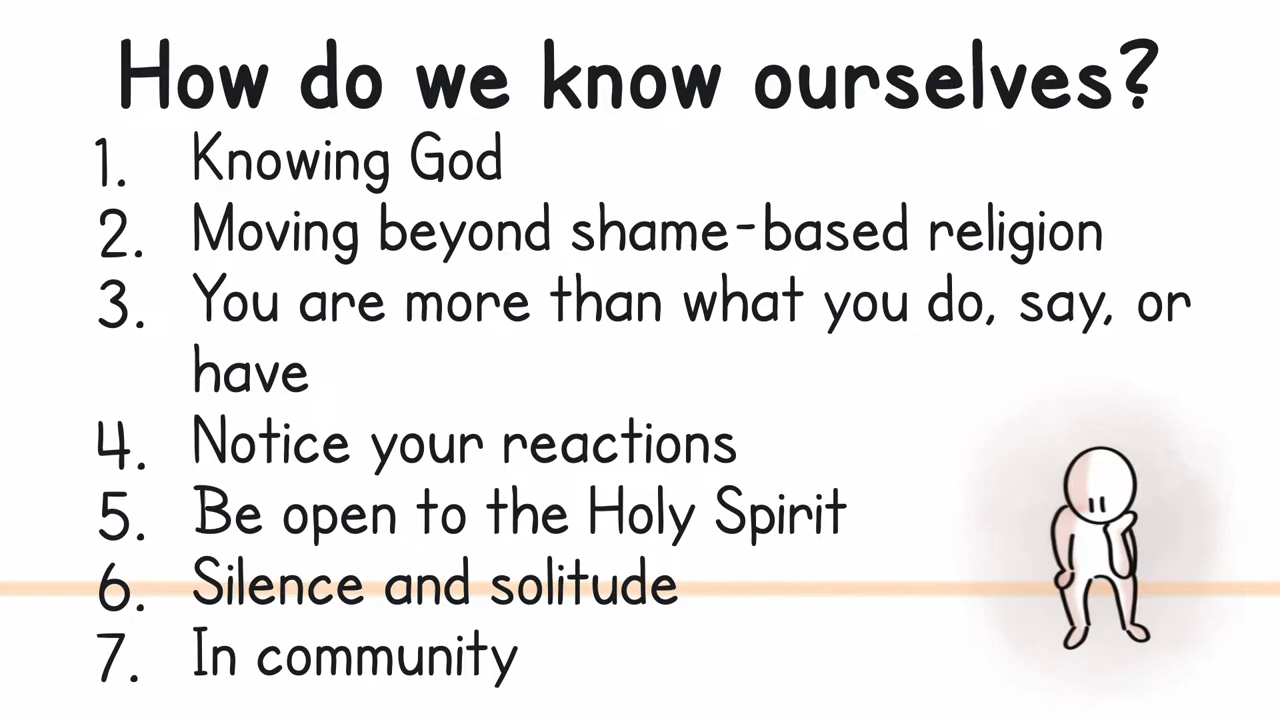 How do we know ourselves?
1. Knowing God
2. Moving beyond shame-based religion
3. You are more than what you do, say, or
have
4. Notice your reactions
5. Be open to the Holy Spirit
6. Silence and solitude
7. In community